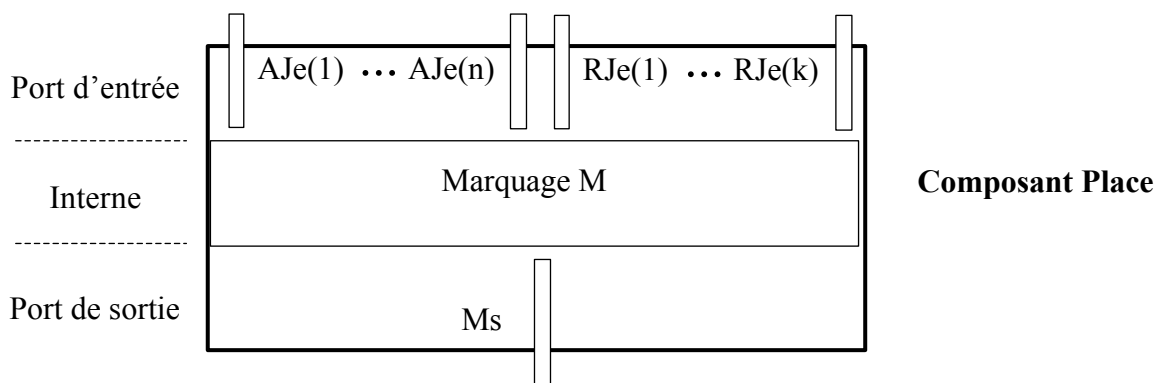 AJe(1) ... AJe(n) RJe(1) ... RJe(k)
Port d’entrée
Marquage M
Interne
Composant Place
Port de sortie
Ms